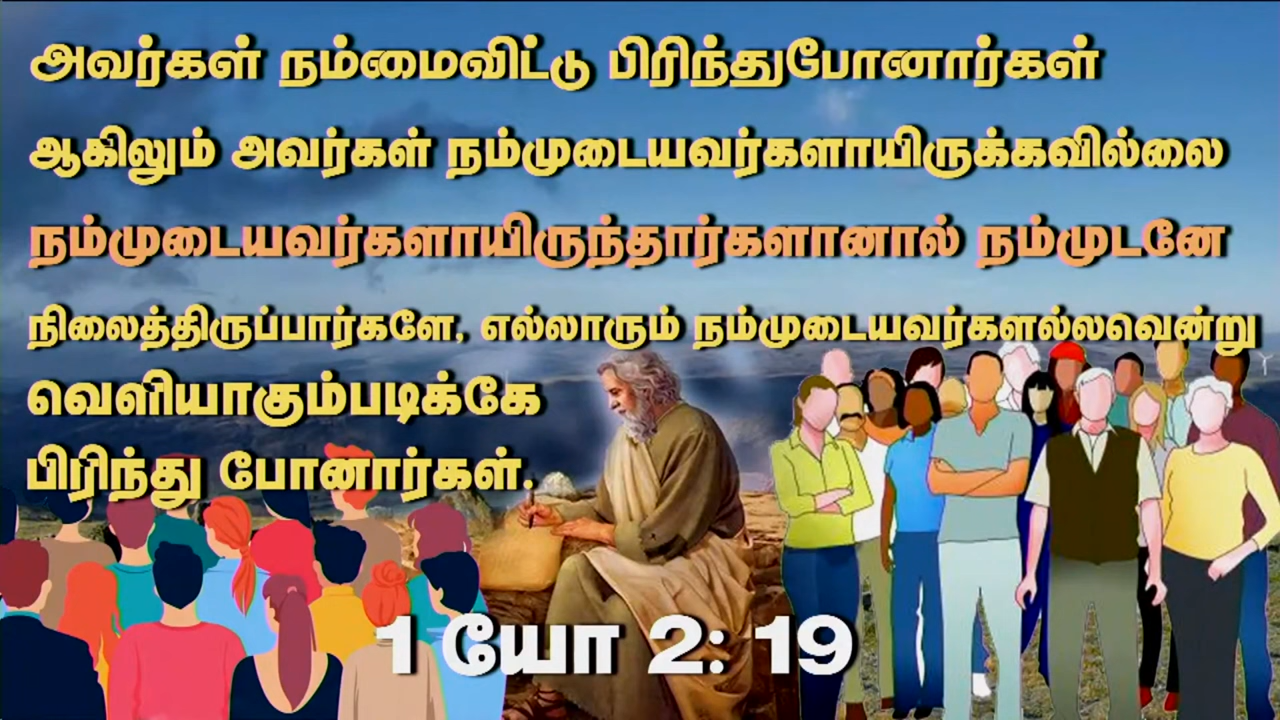 அவர்கள் நம்மைவிட்டு பிரிந்துபோனார்கள்
ஆகிலும் அவர்கள் நம்முடையவர்களாயிருக்கவில்லை
நம்முடையவர்களாயிருந்தார்களானால் நம்முடனே
நிலைத்திருப்பார்களே, எல்லாரும் நம்முடையவர்களல்லவென்று
வெளியாகும்படிக்கே
பிரிந்து போனார்கள்.
1 யோ 2: 19